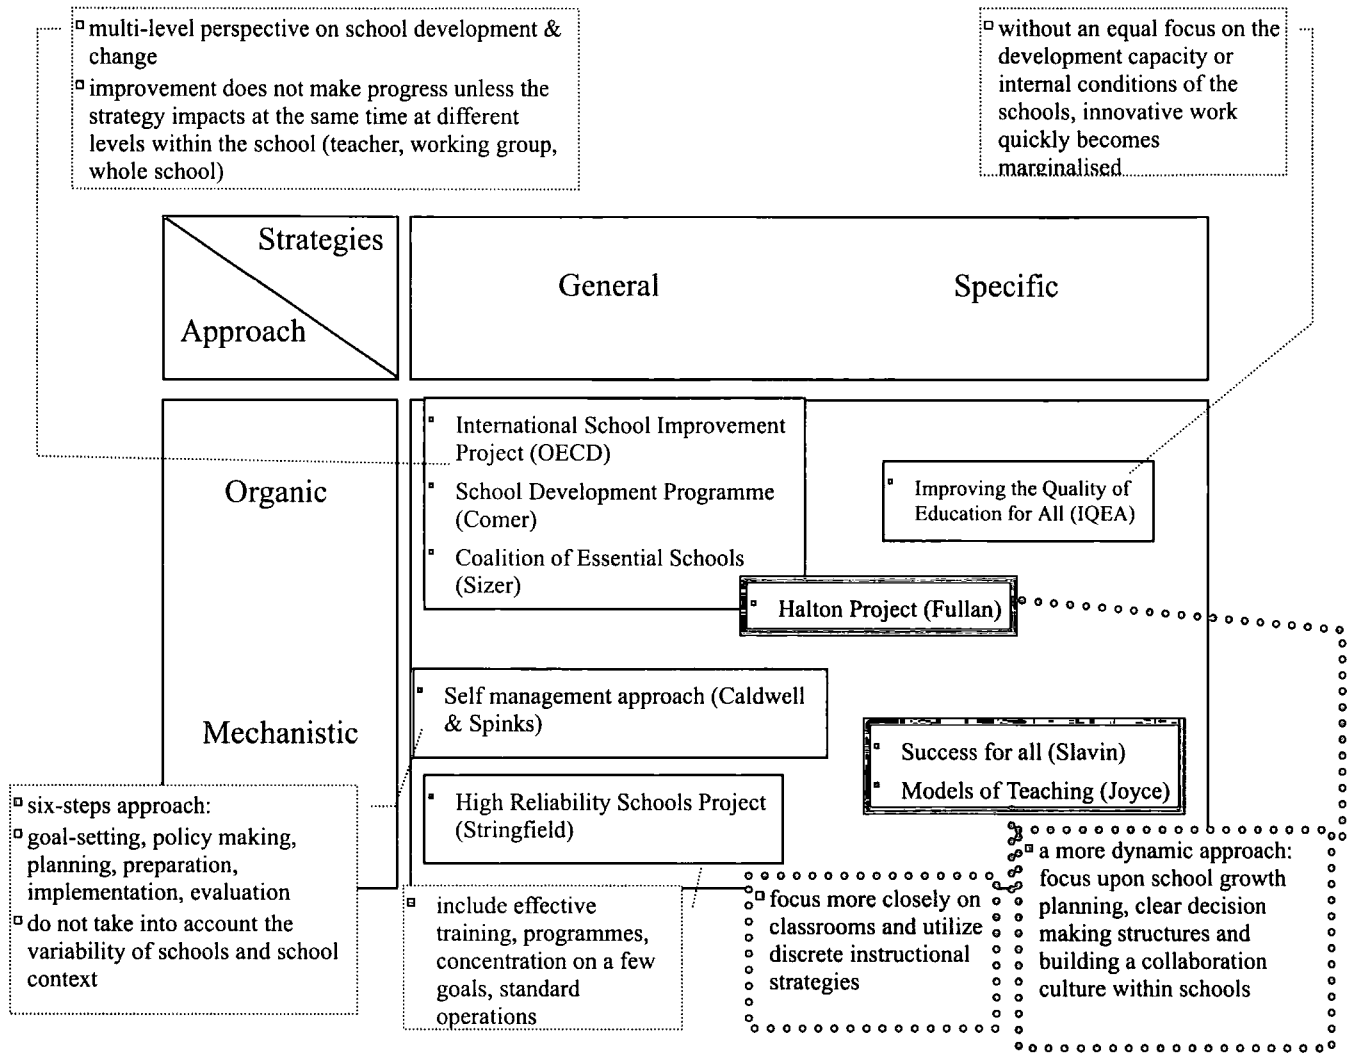 multi-level perspective on school development &
change
improvement does not make progress unless the
strategy impacts at the same time at different
levels within the school (teacher, working group,
whole school)
without an equal focus on the
development capacity or
internal conditions of the
schools, innovative work
quickly becomes
marginalised
Strategies
Approach
General
Specific
Organic
International School Improvement
Project (OECD)
School Development Programme
(Comer)
Coalition of Essential Schools
(Sizer)
Improving the Quality of
Education for All (IQEA)
Halton Project (Fullan)
Mechanistic
Self management approach (Caldwell
& Spinks)
Success for all (Slavin)
Models of Teaching (Joyce)
High Reliability Schools Project
(Stringfield)
six-steps approach:
goal-setting, policy making,
planning, preparation,
implementation, evaluation
do not take into account the
variability of schools and school
context
include effective
training, programmes,
concentration on a few
goals, standard
operations
focus more closely on
classrooms and utilize
discrete instructional
strategies
a more dynamic approach:
focus upon school growth
planning, clear decision
making structures and
building a collaboration
culture within schools